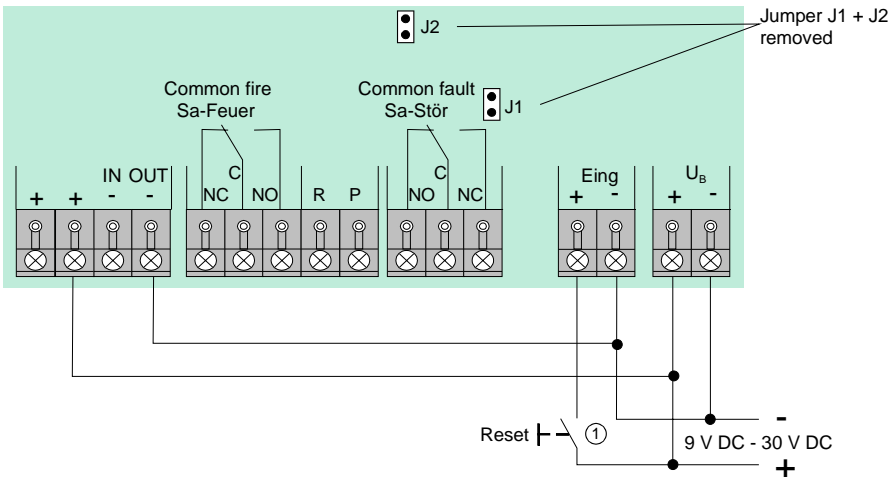 J2
Jumper J1 + J2
removed
Common fire
Sa-Feuer
Common fault
Sa-Stör
J1
IN OUT
+ + - -
C
NC NO R P
C
NO NC
Eing
+ -
UB
+ -
Reset
1
-
9 V DC - 30 V DC
+